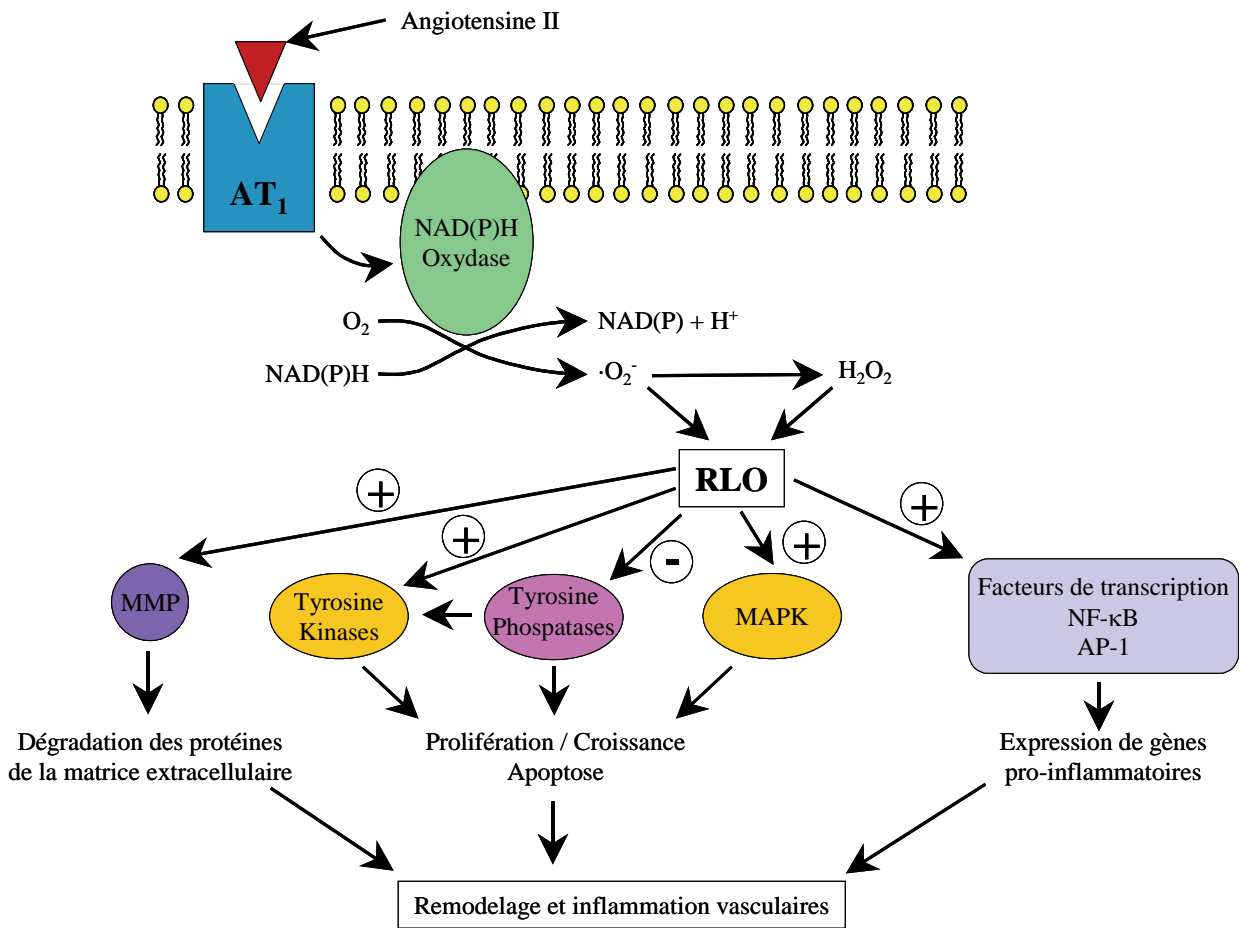 Angiotensine II
AT₁
NAD(P)H
Oxydase
O₂
NAD(P) + H⁺
NAD(P)H
·O₂⁻
H₂O₂
RLO
+
+
-
+
+
MMP
Tyrosine
Kinases
Tyrosine
Phospatases
MAPK
Facteurs de transcription
NF-κB
AP-1
Dégradation des protéines
de la matrice extracellulaire
Prolifération / Croissance
Apoptose
Expression de gènes
pro-inflammatoires
Remodelage et inflammation vasculaires